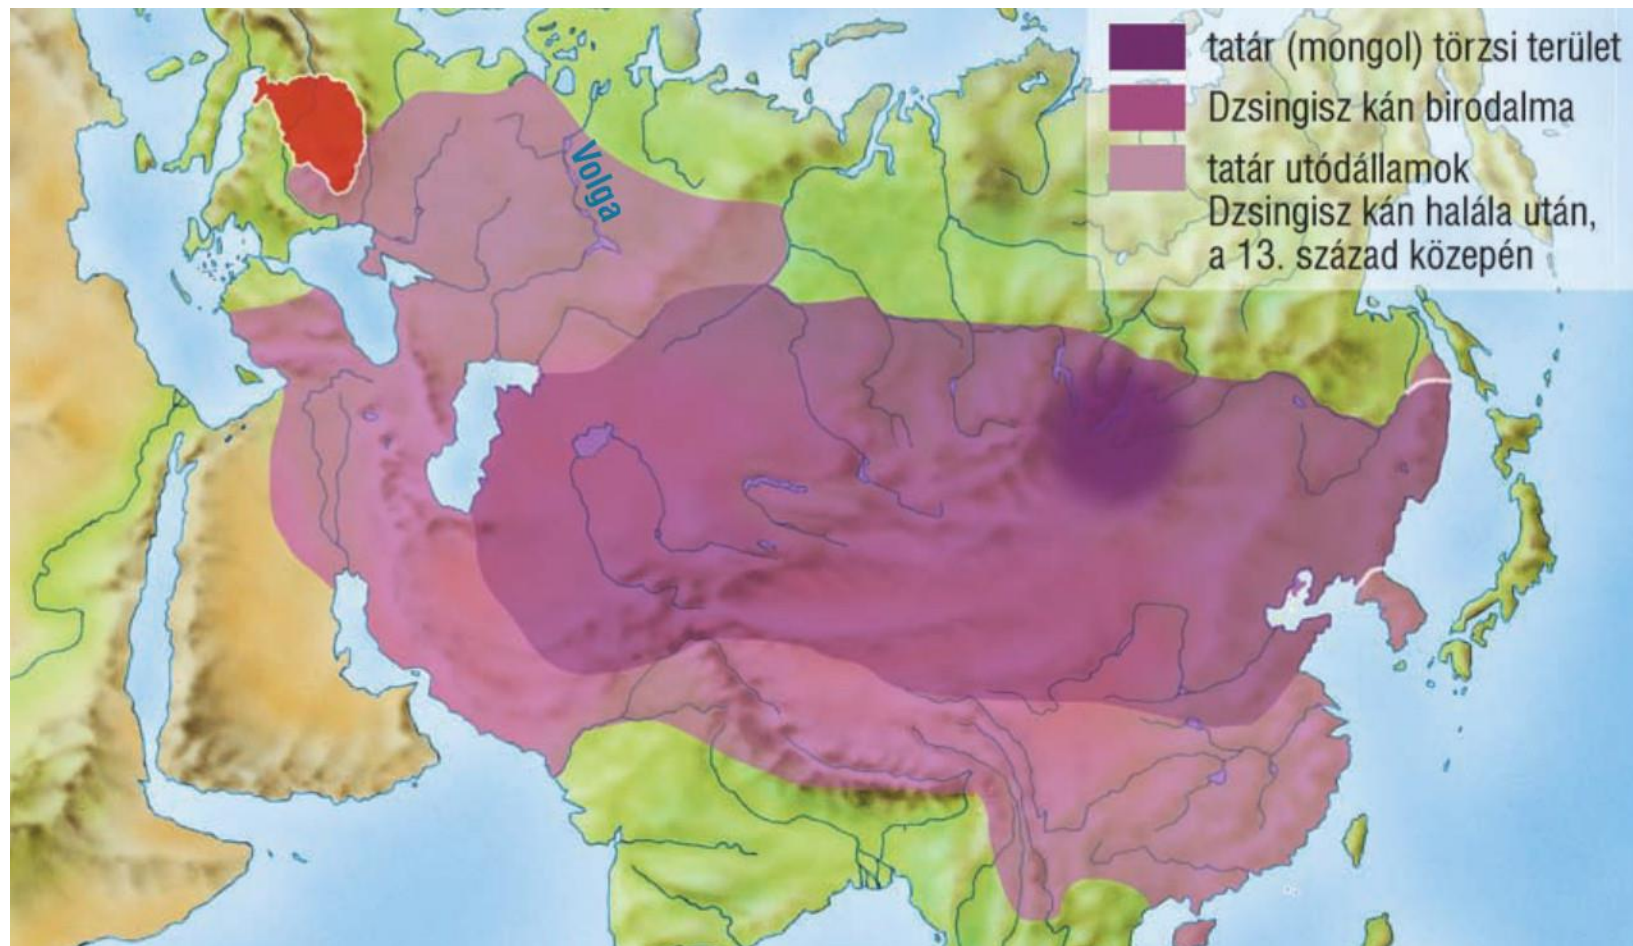 tatár (mongol) törzsi terület
Dzsingisz kán birodalma
tatár utódállamok
Dzsingisz kán halála után,
a 13. század közepén
Volga